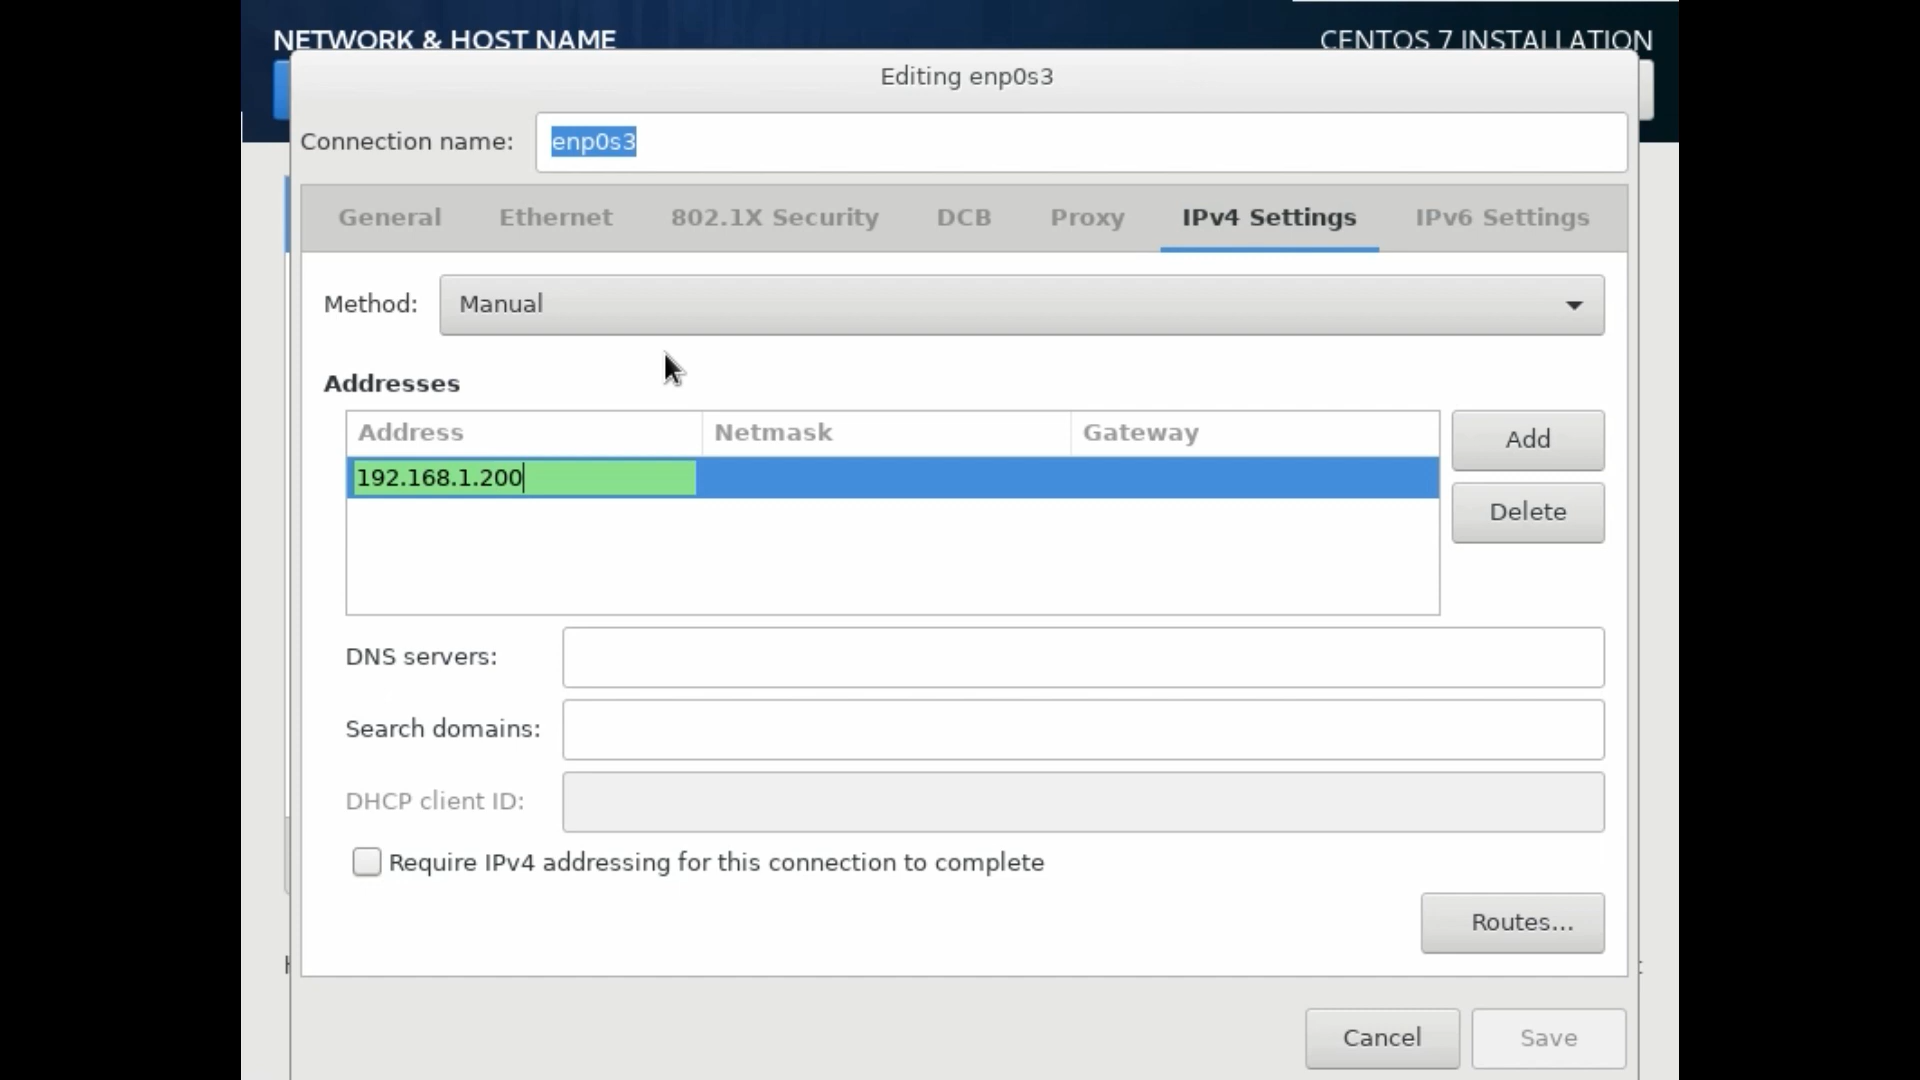 NETWORK & HOST NAME
CENTOS 7 INSTALLATION
Editing enp0s3
Connection name: enp0s3
General Ethernet 802.1X Security DCB Proxy IPv4 Settings IPv6 Settings
Method: Manual
Addresses
Address Netmask Gateway
192.168.1.200
Add
Delete
DNS servers:
Search domains:
DHCP client ID:
Require IPv4 addressing for this connection to complete
Routes...
Cancel Save